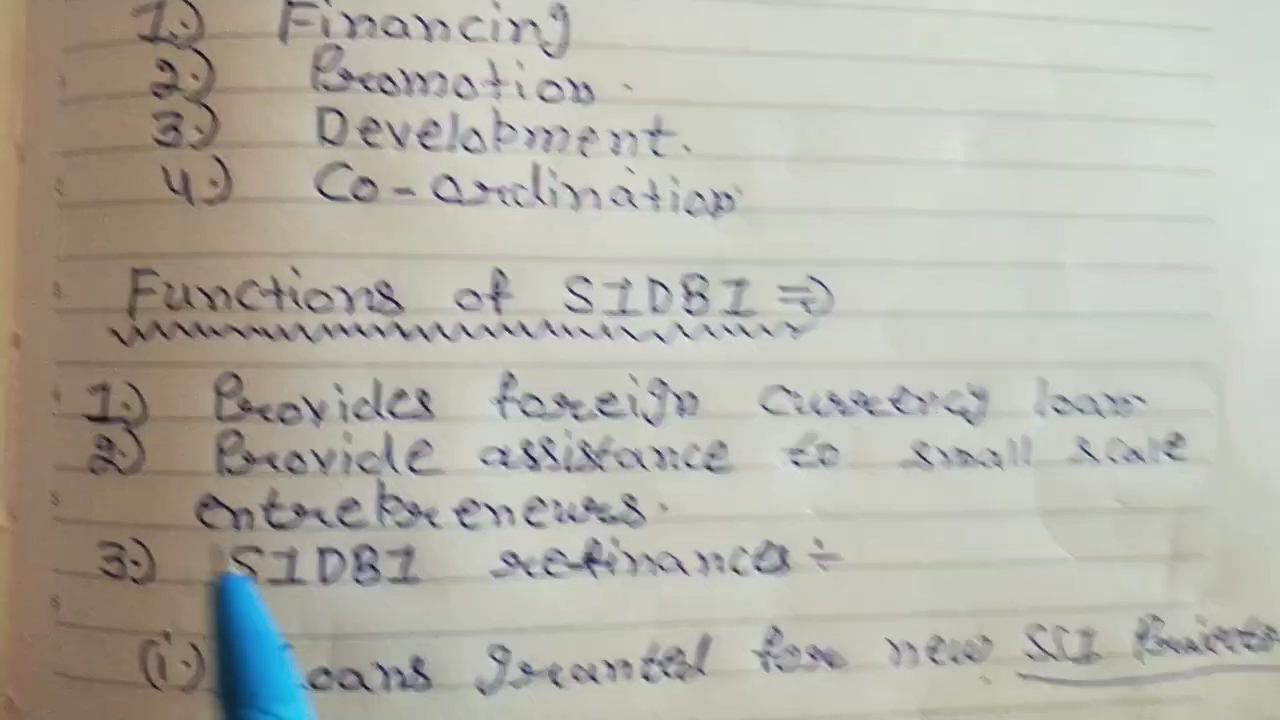 1.) Financing
2.) Promotion.
3.) Development.
4.) Co-ordination
Functions of SIDBI ⇒
1.) Provides foreign currency loan
2.) Provide assistance to small scale
entrepreneurs.
3.) SIDBI refinances ÷
(i.) Loans granted for new SSI